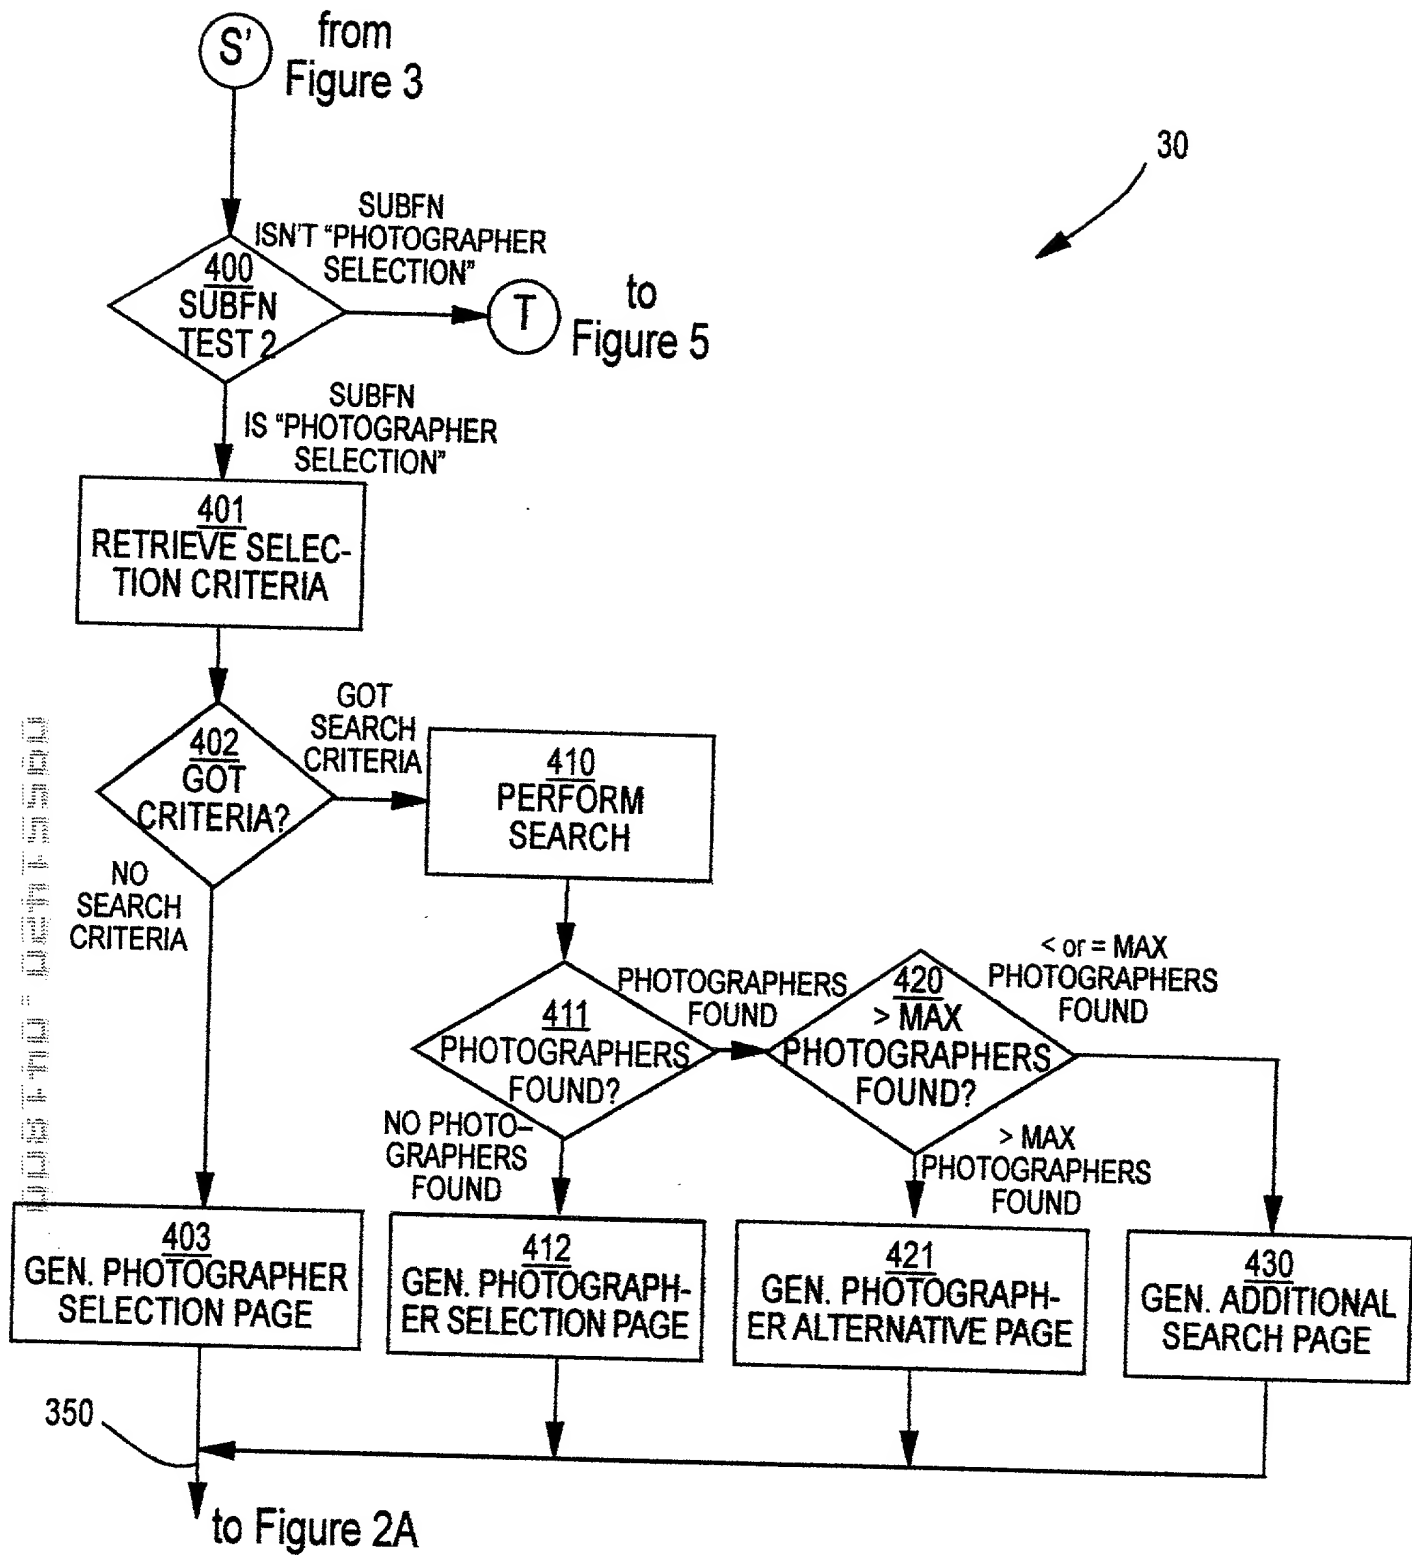 S'
from
Figure 3
30
SUBFN
ISN'T “PHOTOGRAPHER
SELECTION”
400
SUBFN
TEST 2
T
to
Figure 5
SUBFN
IS “PHOTOGRAPHER
SELECTION”
401
RETRIEVE SELEC-
TION CRITERIA
402
GOT
CRITERIA?
GOT
SEARCH
CRITERIA
410
PERFORM
SEARCH
NO
SEARCH
CRITERIA
411
PHOTOGRAPHERS
FOUND?
PHOTOGRAPHERS
FOUND
420
> MAX
PHOTOGRAPHERS
FOUND?
< or = MAX
PHOTOGRAPHERS
FOUND
NO PHOTO-
GRAPHERS
FOUND
> MAX
PHOTOGRAPHERS
FOUND
403
GEN. PHOTOGRAPHER
SELECTION PAGE
412
GEN. PHOTOGRAPH-
ER SELECTION PAGE
421
GEN. PHOTOGRAPH-
ER ALTERNATIVE PAGE
430
GEN. ADDITIONAL
SEARCH PAGE
350
to Figure 2A